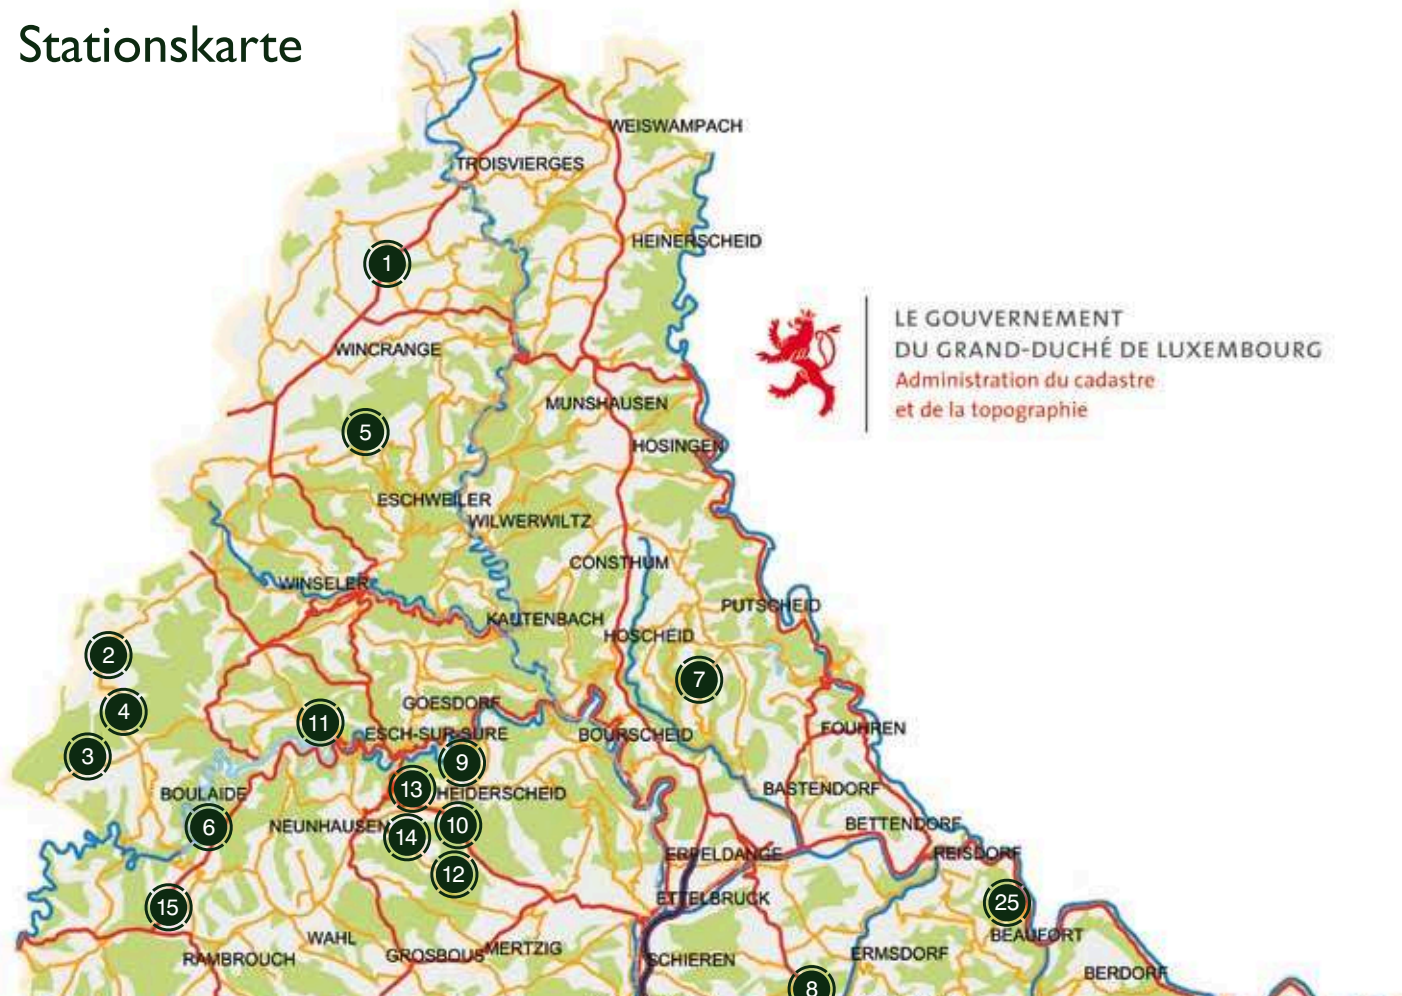 Stationskarte
WEISWAMPACH
TROISVIERGES
HEINERSCHEID
1
LE GOUVERNEMENT
DU GRAND-DUCHÉ DE LUXEMBOURG
Administration du cadastre
et de la topographie
WINCRANGE
MUNSHAUSEN
5
HOSINGEN
ESCHWEILER
WILWERWILTZ
CONSTHUM
WINSELER
PUTSCHEID
KAUTENBACH
HOSCHEID
2
7
GOESDORF
4
11
FOUHREN
ESCH-SUR-SURE
BOURSCHEID
3
9
13
BASTENDORF
BOULAIDE
HEIDERSCHEID
6
NEUNHAUSEN
10
BETTENDORF
14
ERPELDANGE
REISDORF
12
ETTELBRUCK
25
15
BEAUFORT
WAHL
MERTZIG
GROSBOUS
ERMSDORF
RAMBROUCH
SCHIEREN
BERDORF
8